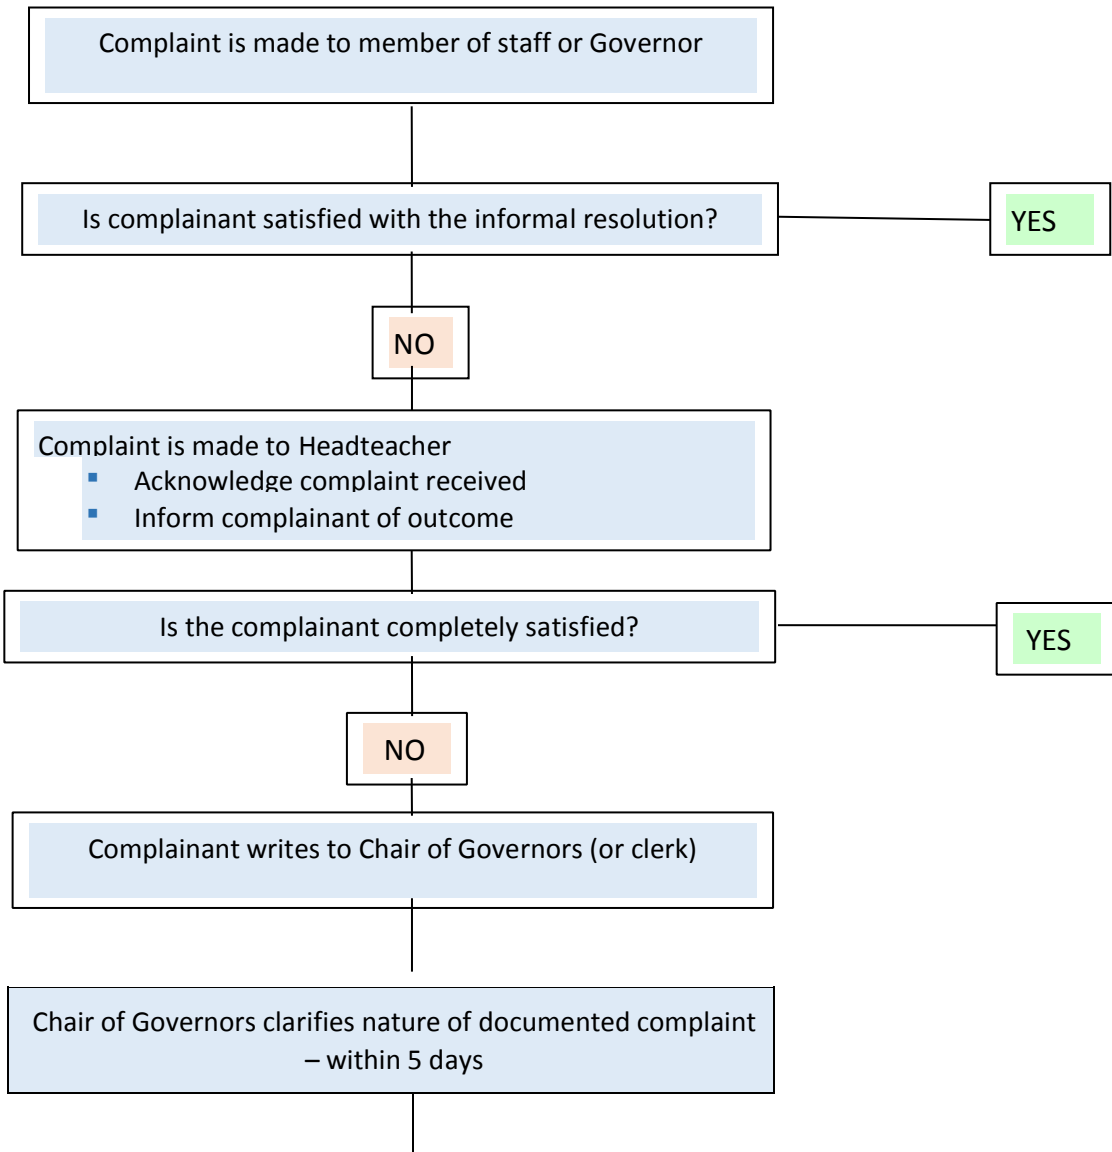 Complaint is made to member of staff or Governor
Is complainant satisfied with the informal resolution?
YES
NO
Complaint is made to Headteacher
▪ Acknowledge complaint received
▪ Inform complainant of outcome
Is the complainant completely satisfied?
YES
NO
Complainant writes to Chair of Governors (or clerk)
Chair of Governors clarifies nature of documented complaint
– within 5 days